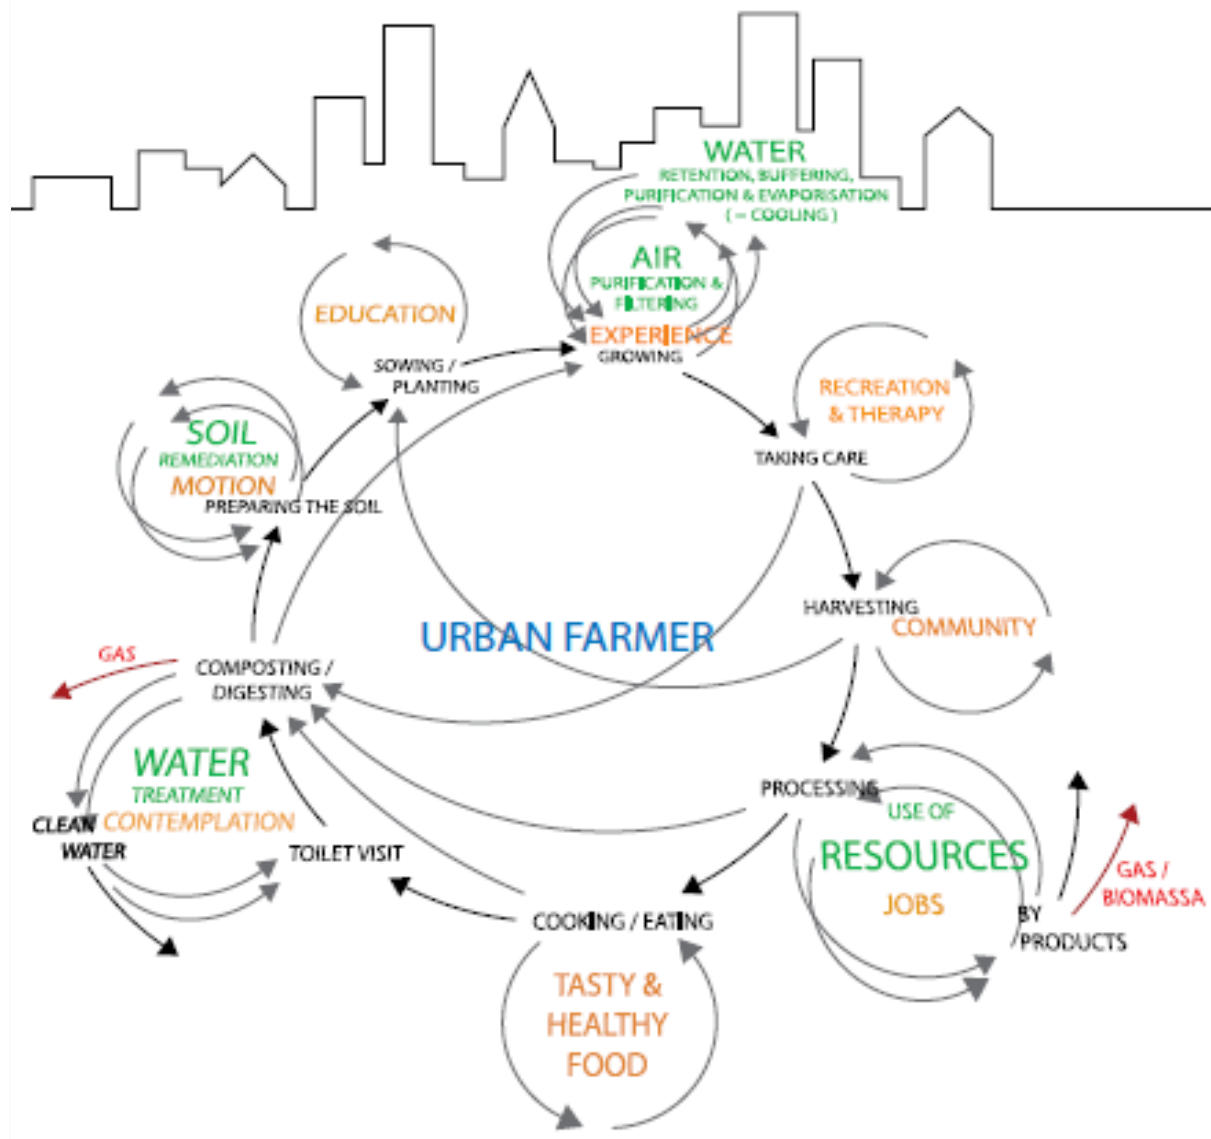 WATER
RETENTION, BUFFERING,
PURIFICATION & EVAPORISATION
( = COOLING )
AIR
PURIFICATION &
FILTERING
EXPERIENCE
GROWING
EDUCATION
SOWING /
PLANTING
RECREATION
& THERAPY
TAKING CARE
SOIL
REMEDIATION
MOTION
PREPARING THE SOIL
HARVESTING
COMMUNITY
URBAN FARMER
GAS
COMPOSTING /
DIGESTING
WATER
TREATMENT
CONTEMPLATION
CLEAN
WATER
TOILET VISIT
PROCESSING
USE OF
RESOURCES
JOBS
GAS /
BIOMASSA
BY
PRODUCTS
COOKING / EATING
TASTY &
HEALTHY
FOOD